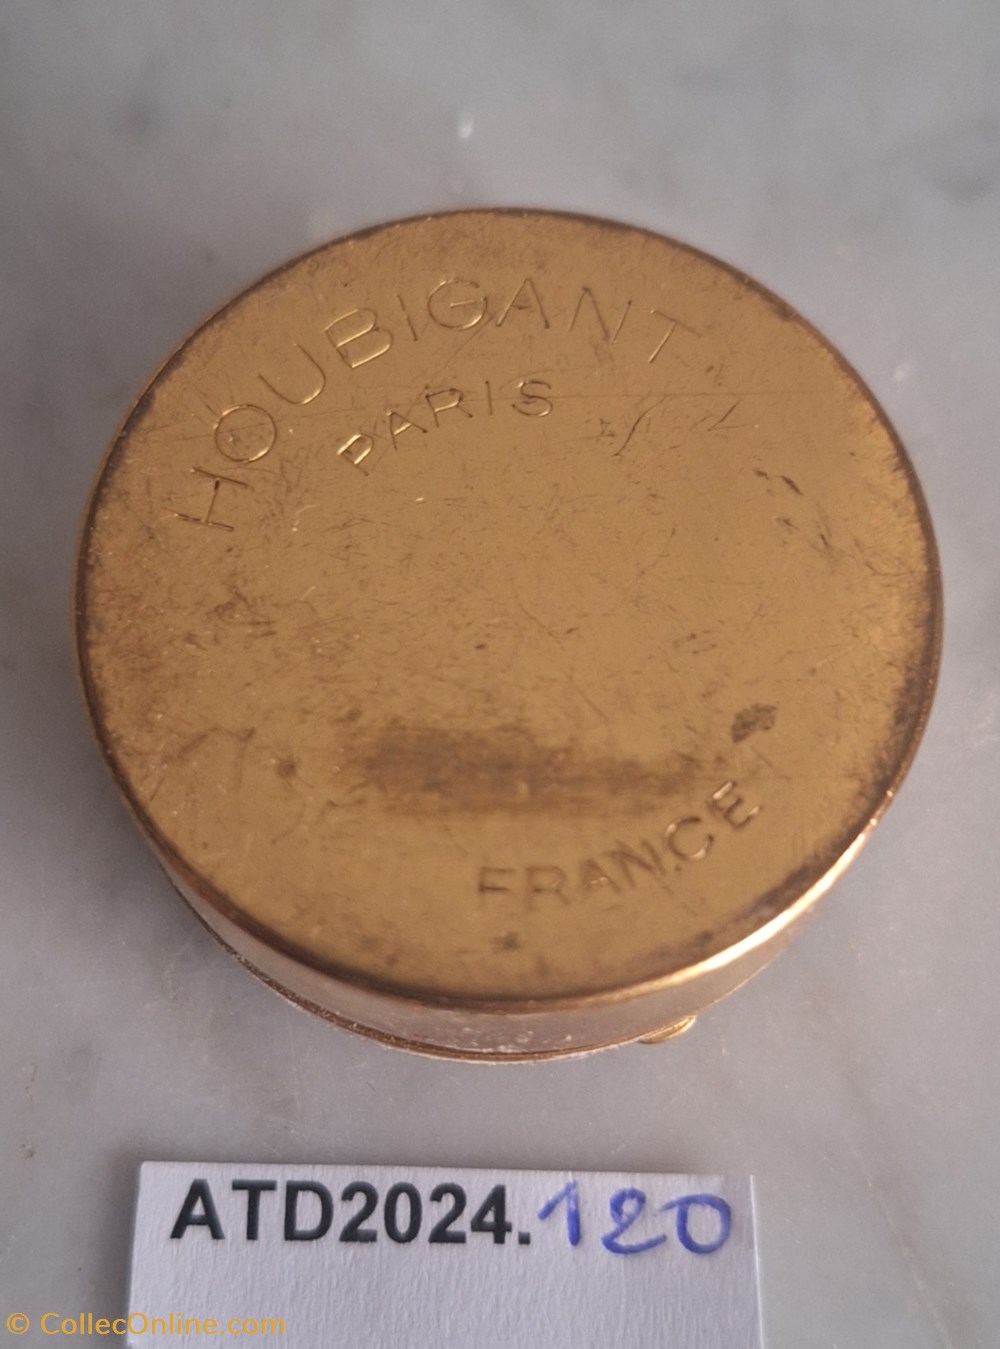 HOUBIGANT
PARIS
FRANCE
ATD2024.120
© CollecOnline.com